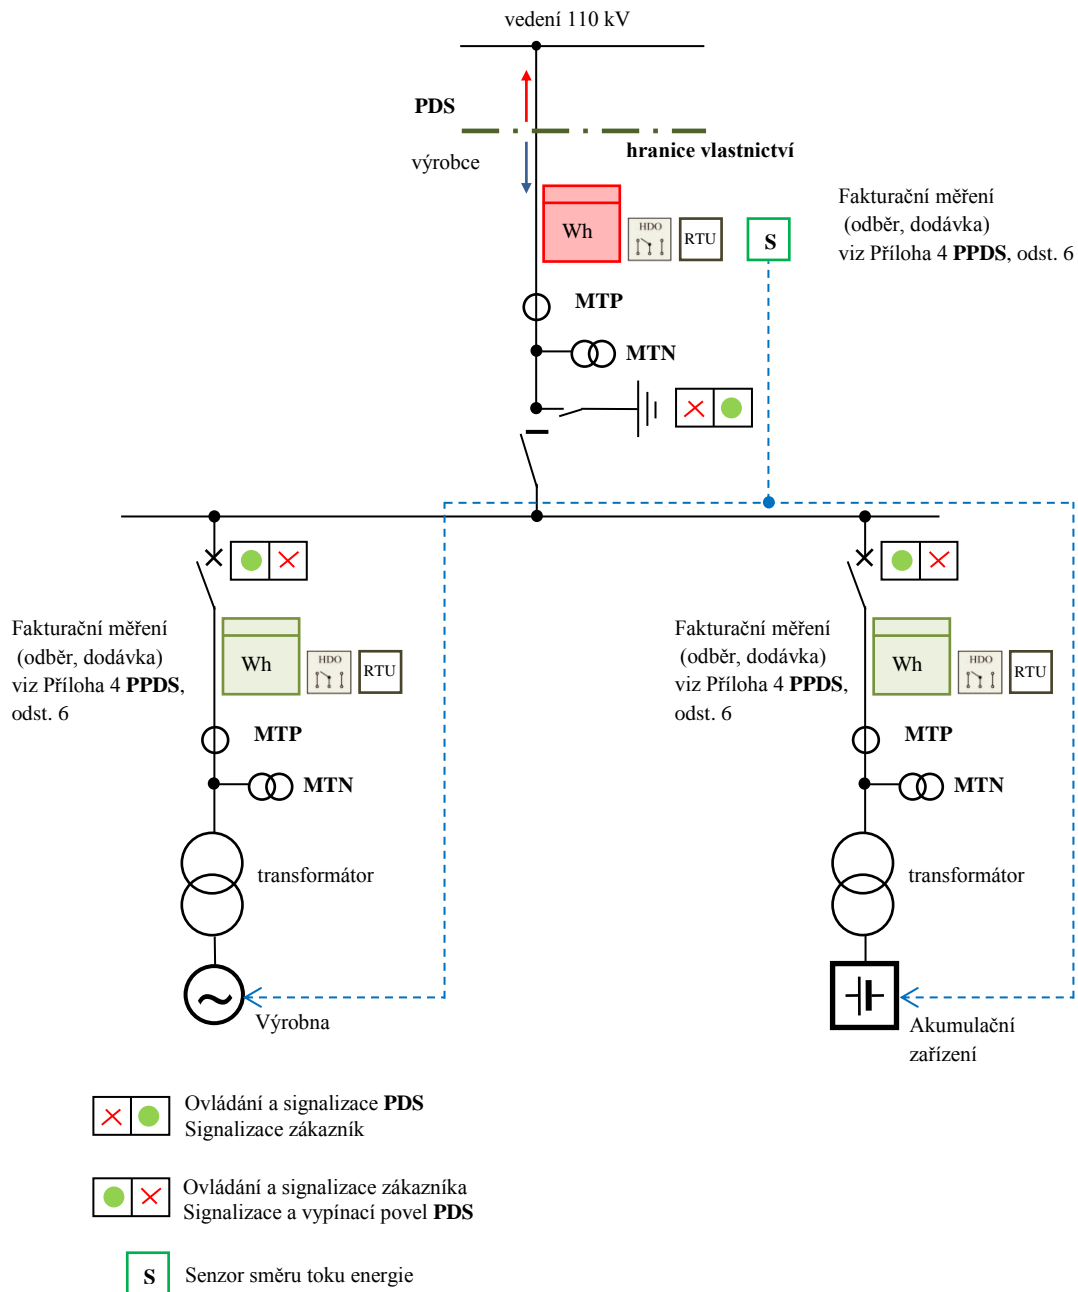 vedení 110 kV
PDS
hranice vlastnictví
výrobce
Fakturační měření
(odběr, dodávka)
viz Příloha 4 PPDS, odst. 6
Wh
HDO
RTU
S
MTP
MTN
Fakturační měření
(odběr, dodávka)
viz Příloha 4 PPDS,
odst. 6
Wh
HDO
RTU
MTP
MTN
transformátor
Výrobna
Fakturační měření
(odběr, dodávka)
viz Příloha 4 PPDS,
odst. 6
Wh
HDO
RTU
MTP
MTN
transformátor
Akumulační
zařízení
Ovládání a signalizace PDS
Signalizace zákazník
Ovládání a signalizace zákazníka
Signalizace a vypínací povel PDS
S
Senzor směru toku energie